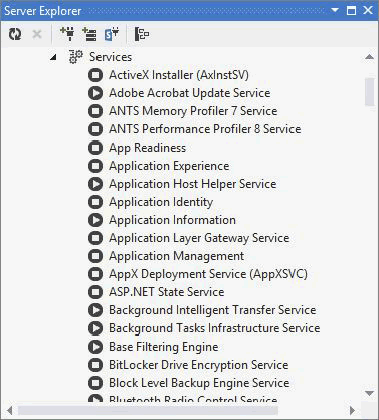 Server Explorer
Services
ActiveX Installer (AxInstSV)
Adobe Acrobat Update Service
ANTS Memory Profiler 7 Service
ANTS Performance Profiler 8 Service
App Readiness
Application Experience
Application Host Helper Service
Application Identity
Application Information
Application Layer Gateway Service
Application Management
AppX Deployment Service (AppXSVC)
ASP.NET State Service
Background Intelligent Transfer Service
Background Tasks Infrastructure Service
Base Filtering Engine
BitLocker Drive Encryption Service
Block Level Backup Engine Service
Bluetooth Radio Control Service